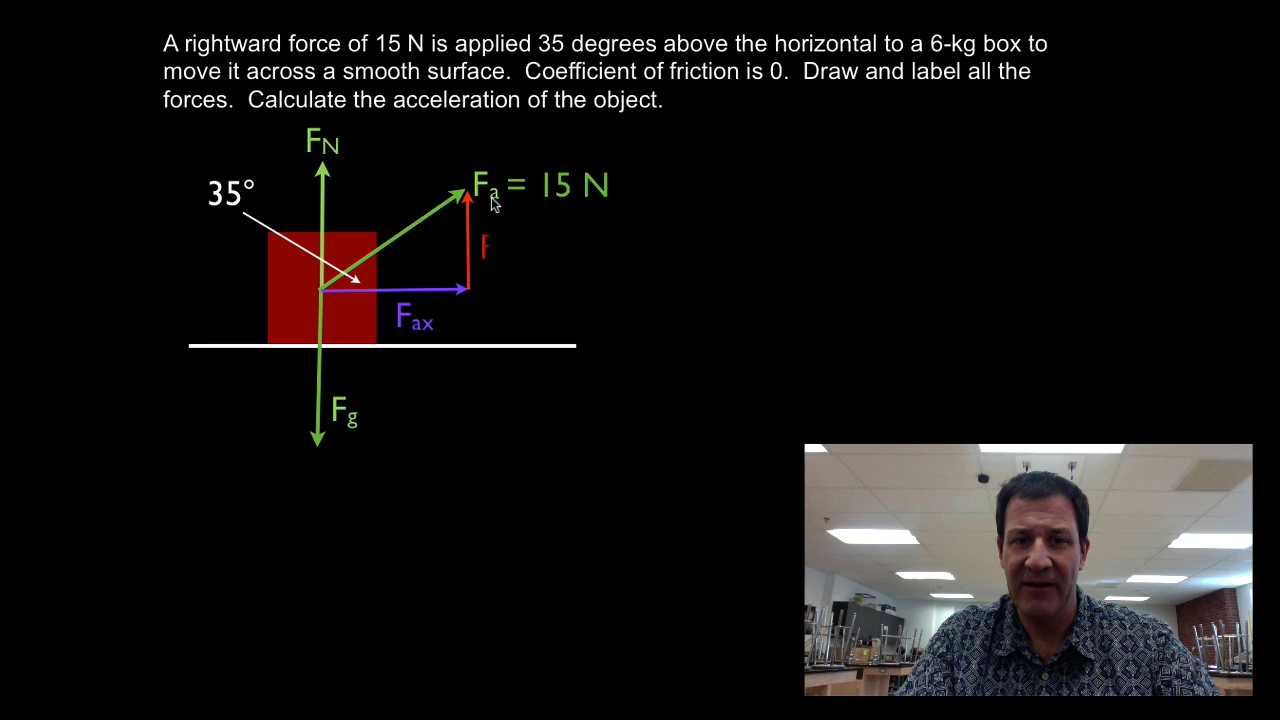 A rightward force of 15 N is applied 35 degrees above the horizontal to a 6-kg box to
move it across a smooth surface.  Coefficient of friction is 0.  Draw and label all the
forces.  Calculate the acceleration of the object.
FN
35°
Fa = 15 N
F
Fax
Fg